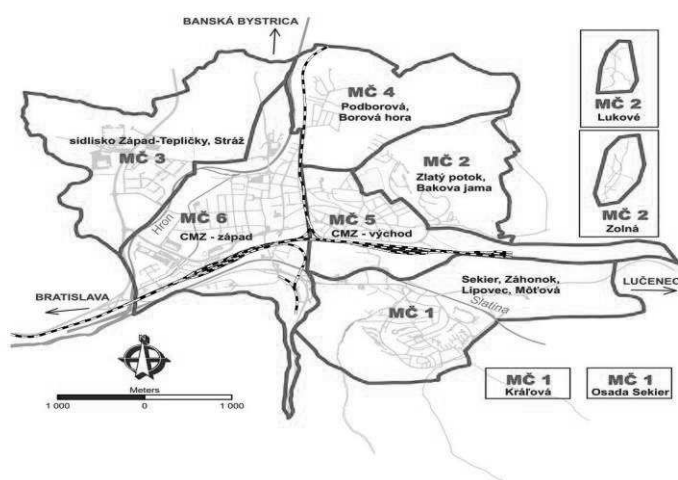 BANSKÁ BYSTRICA
MČ 4
Podborová,
Borová hora
MČ 2
Lukové
sídlisko Západ-Tepličky, Stráž
MČ 3
MČ 2
Zlatý potok,
Bakova jama
MČ 2
Zolná
Hron
MČ 6
CMZ - západ
MČ 5
CMZ - východ
Sekier, Záhonok,
Lipovec, Môťová
LUČENEC
BRATISLAVA
Slatina
MČ 1
MČ 1
Kráľová
MČ 1
Osada Sekier
Meters
1 000 0 1 000